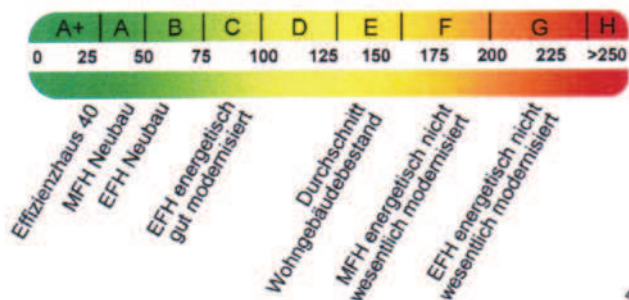 A+ A B C D E F G H
0 25 50 75 100 125 150 175 200 225 >250
Effizienzhaus 40
MFH Neubau
EFH Neubau
EFH energetisch
gut modernisiert
Durchschnitt
Wohngebäudebestand
MFH energetisch nicht
wesentlich modernisiert
EFH energetisch nicht
wesentlich modernisiert